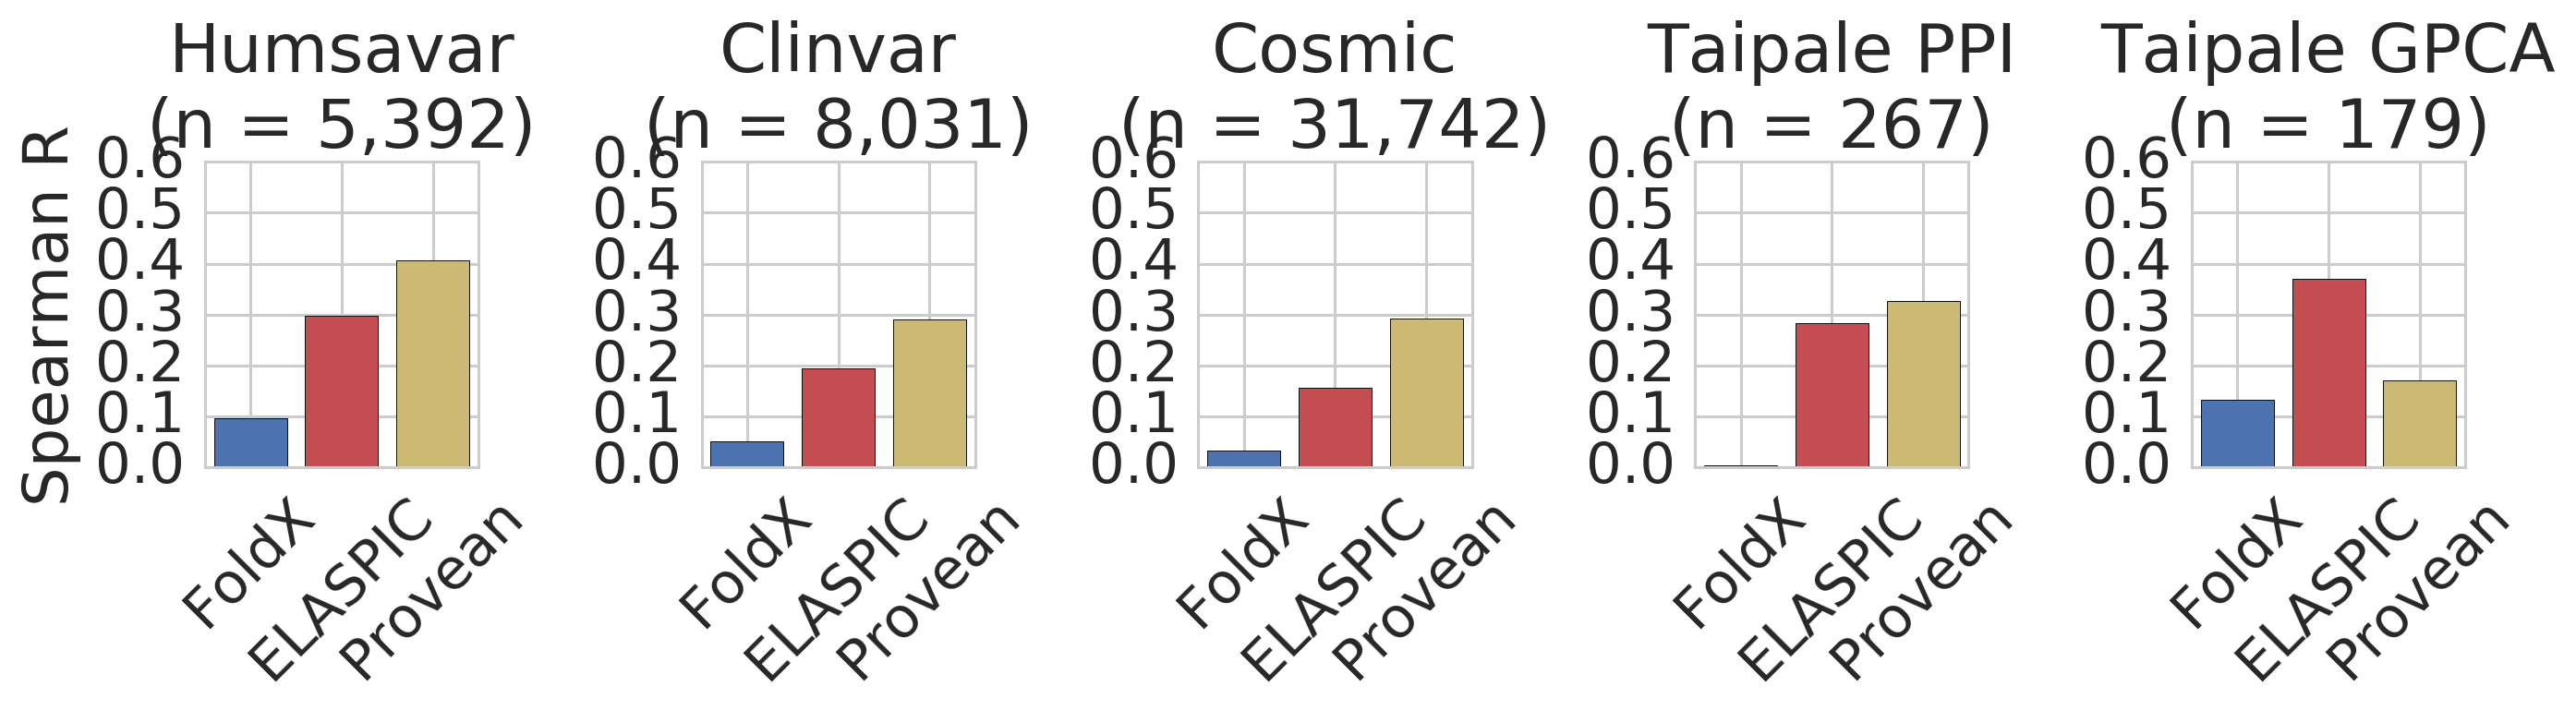 Humsavar
(n = 5,392)
Clinvar
(n = 8,031)
Cosmic
(n = 31,742)
Taipale PPI
(n = 267)
Taipale GPCA
(n = 179)
Spearman R
0.6
0.5
0.4
0.3
0.2
0.1
0.0
FoldX
ELASPIC
Provean
0.6
0.5
0.4
0.3
0.2
0.1
0.0
FoldX
ELASPIC
Provean
0.6
0.5
0.4
0.3
0.2
0.1
0.0
FoldX
ELASPIC
Provean
0.6
0.5
0.4
0.3
0.2
0.1
0.0
FoldX
ELASPIC
Provean
0.6
0.5
0.4
0.3
0.2
0.1
0.0
FoldX
ELASPIC
Provean